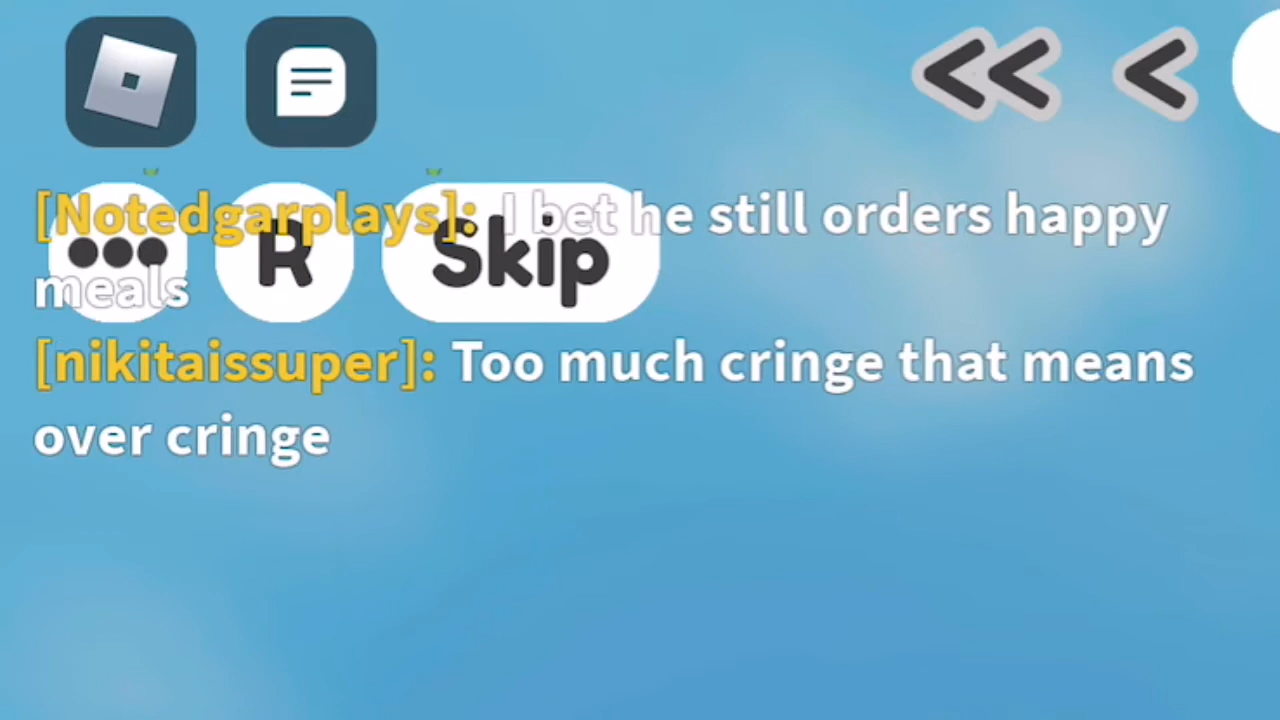 [Notedgarplays]: I bet he still orders happy
meals
R
Skip
[nikitaissuper]: Too much cringe that means
over cringe